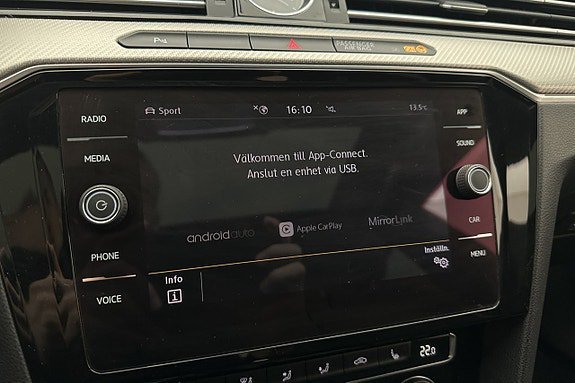 PASSENGER
AIR BAG
RADIO
MEDIA
PHONE
VOICE
Sport
16:10
13.5°C
Välkommen till App-Connect.
Anslut en enhet via USB.
androidauto
Apple CarPlay
MirrorLink
Info
Inställn.
APP
SOUND
CAR
MENU
22.0